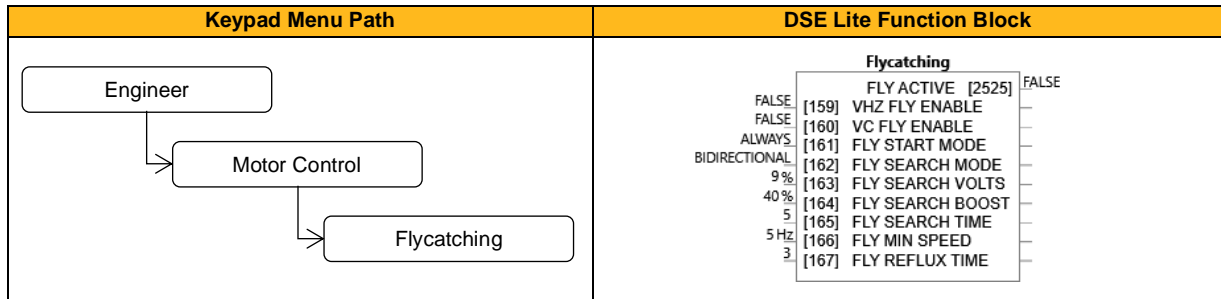 Keypad Menu Path
DSE Lite Function Block
Engineer
Motor Control
Flycatching
Flycatching
FLY ACTIVE [2525] FALSE
FALSE [159] VHZ FLY ENABLE
FALSE [160] VC FLY ENABLE
ALWAYS [161] FLY START MODE
BIDIRECTIONAL [162] FLY SEARCH MODE
9 % [163] FLY SEARCH VOLTS
40 % [164] FLY SEARCH BOOST
5 [165] FLY SEARCH TIME
5 Hz [166] FLY MIN SPEED
3 [167] FLY REFLUX TIME